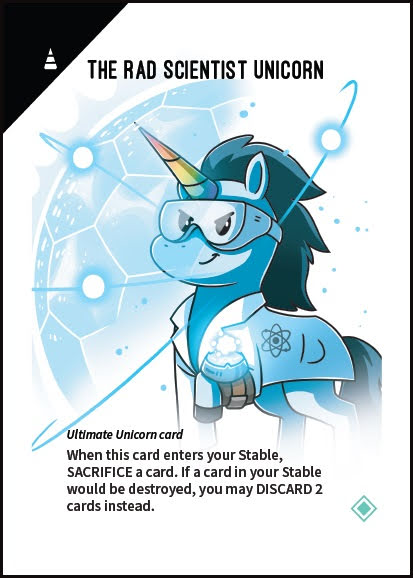 THE RAD SCIENTIST UNICORN
Ultimate Unicorn card
When this card enters your Stable,
SACRIFICE a card. If a card in your Stable
would be destroyed, you may DISCARD 2
cards instead.